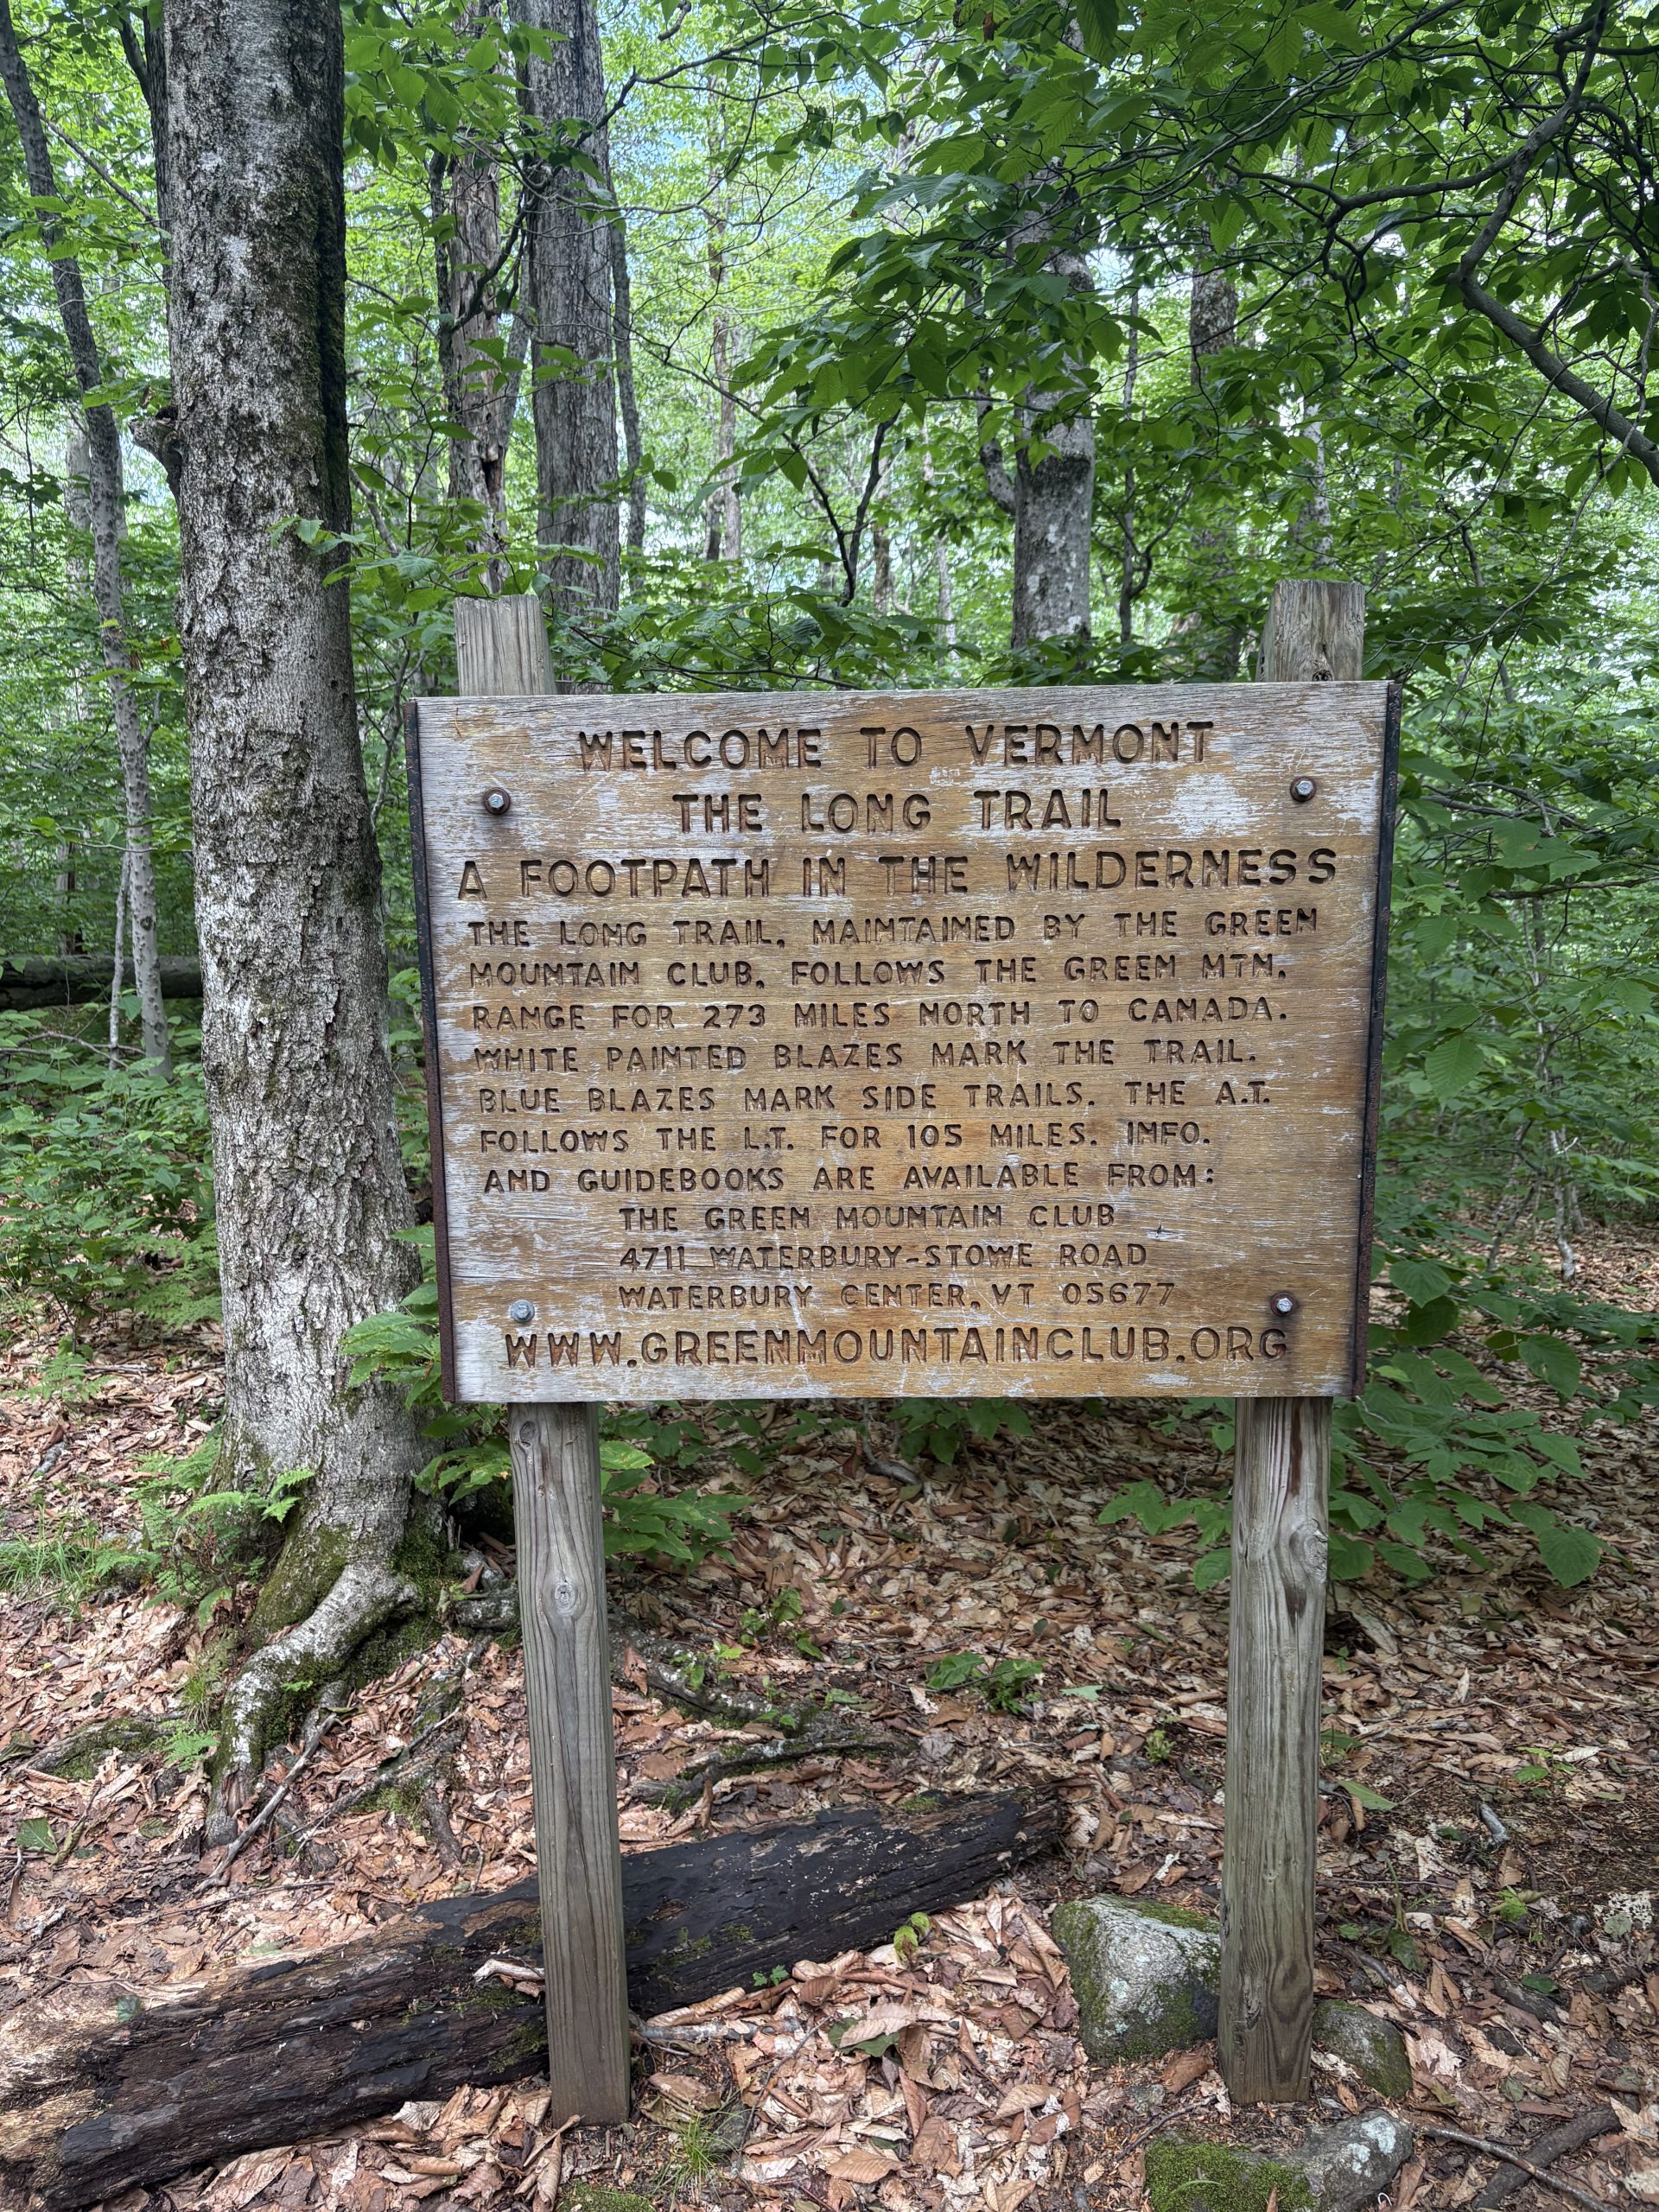 WELCOME TO VERMONT
THE LONG TRAIL
A FOOTPATH IN THE WILDERNESS
THE LONG TRAIL, MAINTAINED BY THE GREEN
MOUNTAIN CLUB, FOLLOWS THE GREEN MTN.
RANGE FOR 273 MILES NORTH TO CANADA.
WHITE PAINTED BLAZES MARK THE TRAIL.
BLUE BLAZES MARK SIDE TRAILS. THE A.T.
FOLLOWS THE L.T. FOR 105 MILES. INFO.
AND GUIDEBOOKS ARE AVAILABLE FROM:
THE GREEN MOUNTAIN CLUB
4711 WATERBURY-STOWE ROAD
WATERBURY CENTER, VT 05677
WWW.GREENMOUNTAINCLUB.ORG